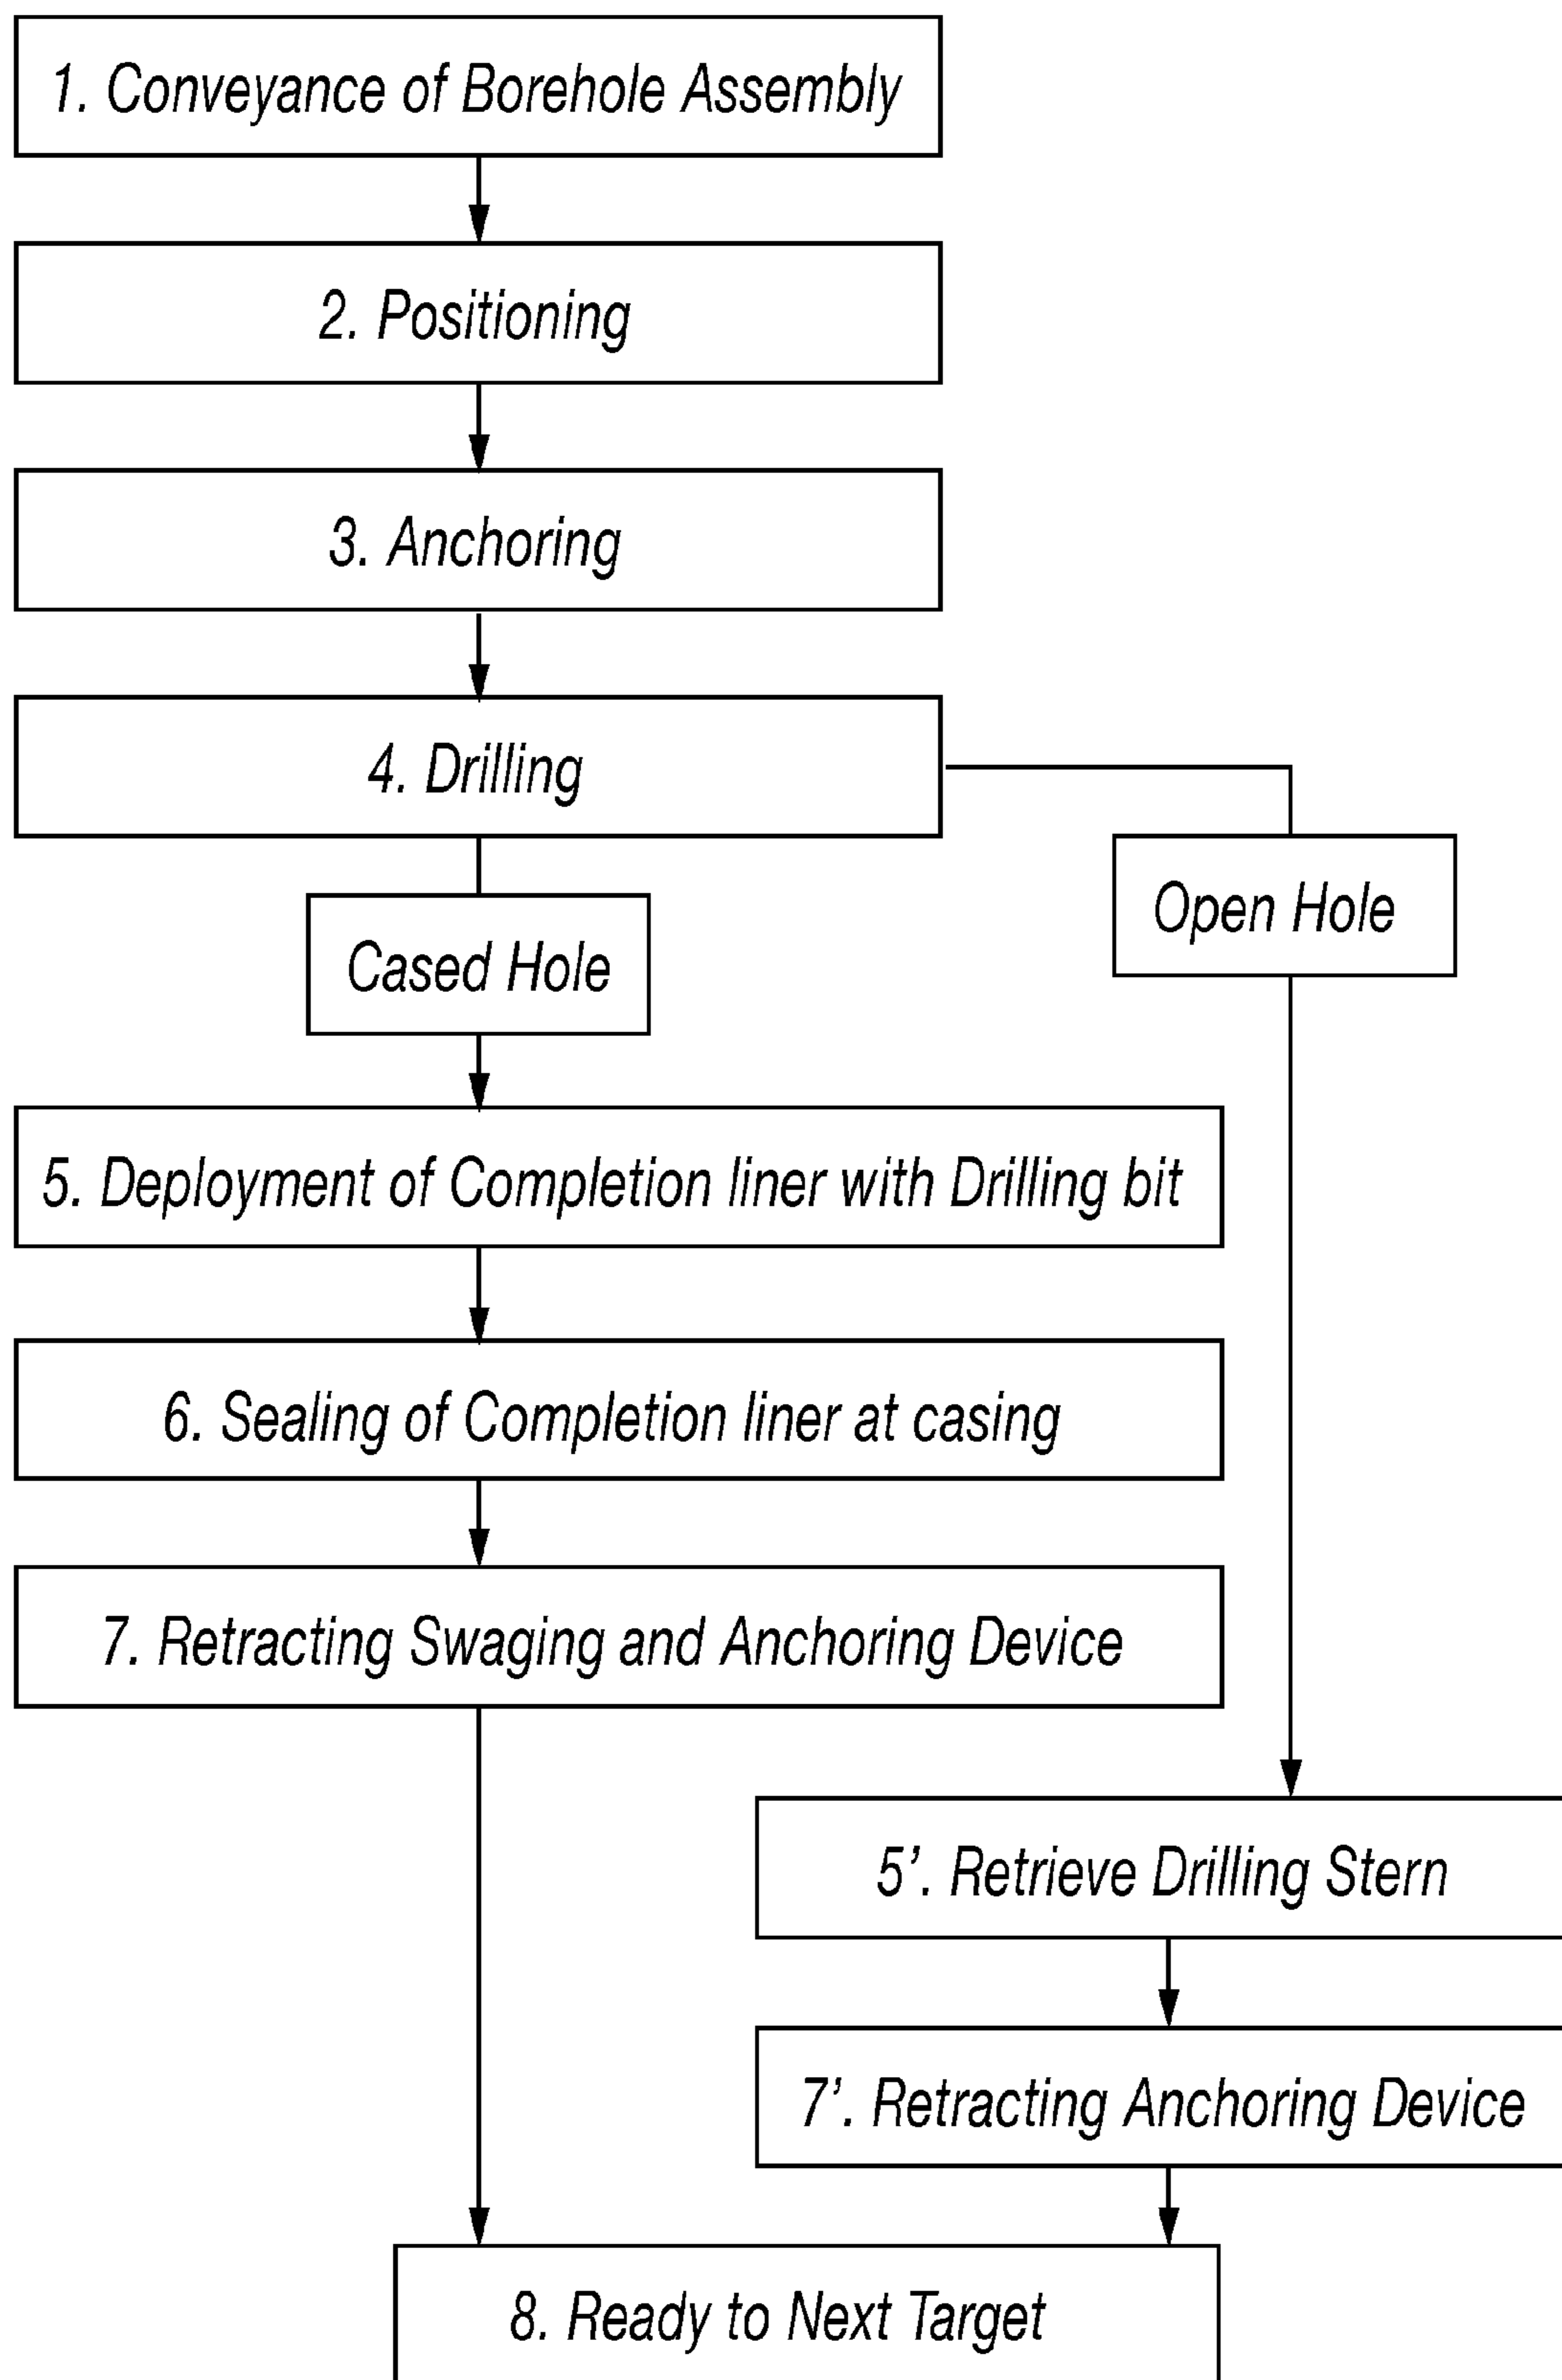 1. Conveyance of Borehole Assembly
2. Positioning
3. Anchoring
4. Drilling
Open Hole
Cased Hole
5. Deployment of Completion liner with Drilling bit
6. Sealing of Completion liner at casing
7. Retracting Swaging and Anchoring Device
5’. Retrieve Drilling Stern
7’. Retracting Anchoring Device
8. Ready to Next Target